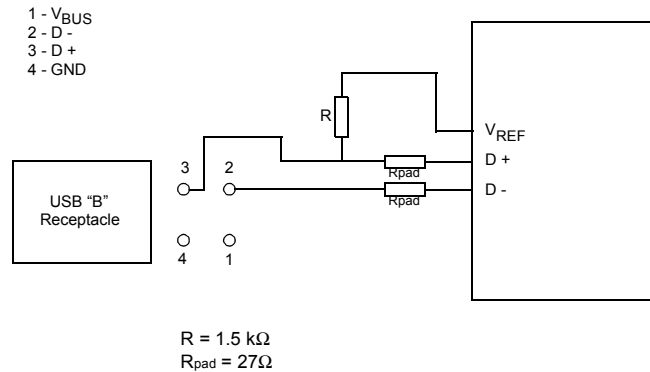 1 - VBUS
2 - D -
3 - D +
4 - GND
R
VREF
D +
Rpad
D -
Rpad
3
2
USB “B”
Receptacle
4
1
R = 1.5 kΩ
Rpad = 27Ω